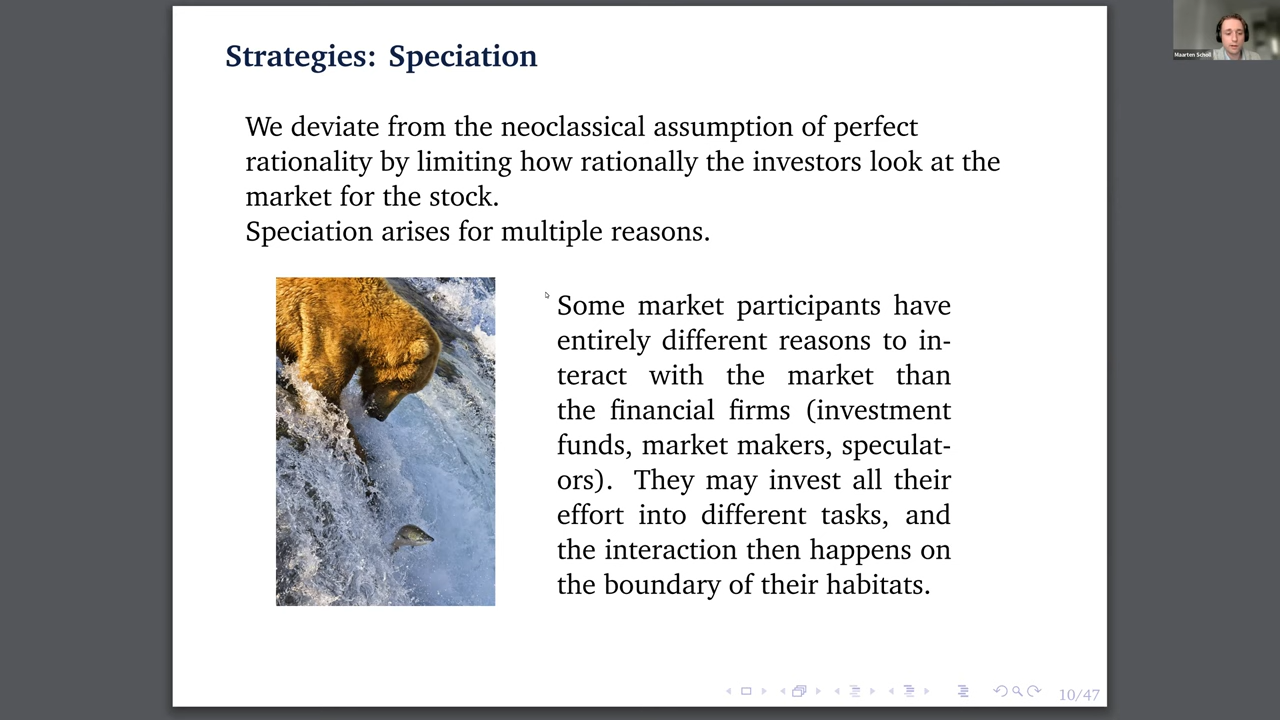 Strategies: Speciation
Maarten Scholl
We deviate from the neoclassical assumption of perfect
rationality by limiting how rationally the investors look at the
market for the stock.
Speciation arises for multiple reasons.
Some market participants have
entirely different reasons to in-
teract with the market than
the financial firms (investment
funds, market makers, speculat-
ors). They may invest all their
effort into different tasks, and
the interaction then happens on
the boundary of their habitats.
10/47